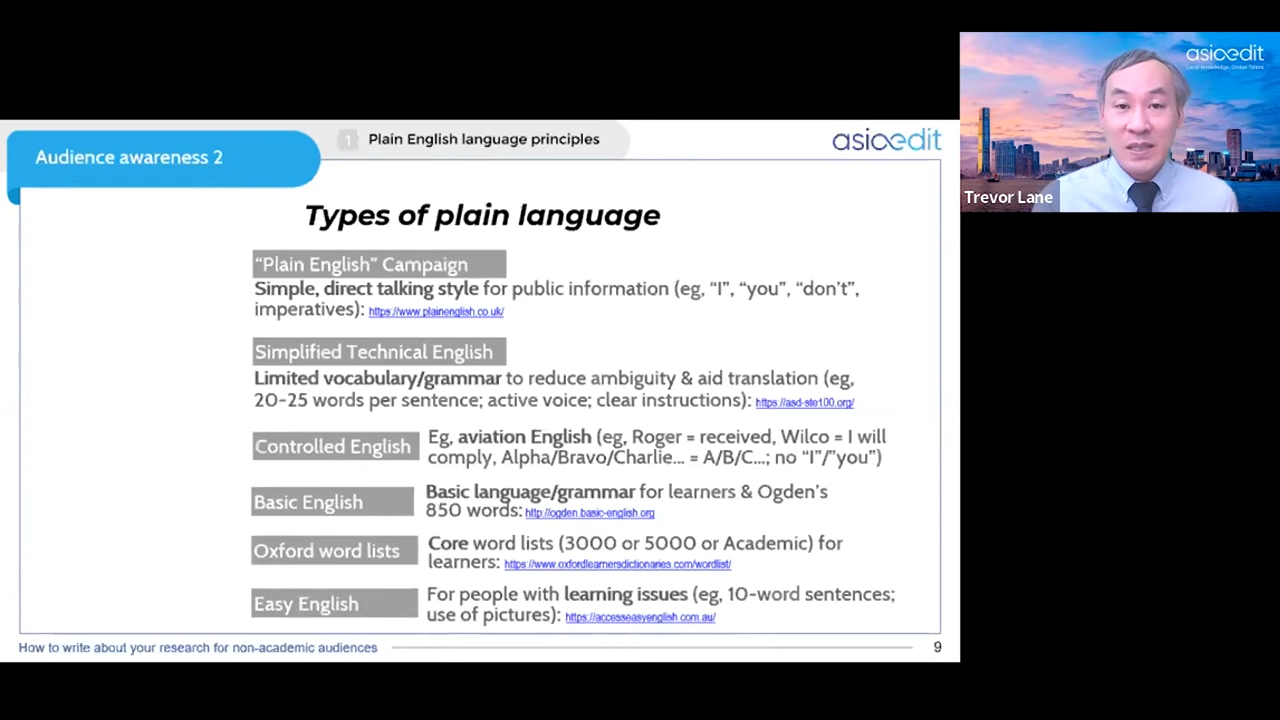 Audience awareness 2
1 Plain English language principles
asiaedit
Types of plain language
“Plain English” Campaign
Simple, direct talking style for public information (eg, “I”, “you”, “don’t”,
imperatives): https://www.plainenglish.co.uk/
Simplified Technical English
Limited vocabulary/grammar to reduce ambiguity & aid translation (eg,
20-25 words per sentence; active voice; clear instructions): https://asd-ste100.org/
Controlled English
Eg, aviation English (eg, Roger = received, Wilco = I will
comply, Alpha/Bravo/Charlie... = A/B/C...; no “I”/”you”)
Basic English
Basic language/grammar for learners & Ogden’s
850 words: http://ogden.basic-english.org
Oxford word lists
Core word lists (3000 or 5000 or Academic) for
learners: https://www.oxfordlearnersdictionaries.com/wordlist/
Easy English
For people with learning issues (eg, 10-word sentences;
use of pictures): https://accesseasyenglish.com.au/
How to write about your research for non-academic audiences
9
asiaedit
Local Knowledge, Global Talent
Trevor Lane